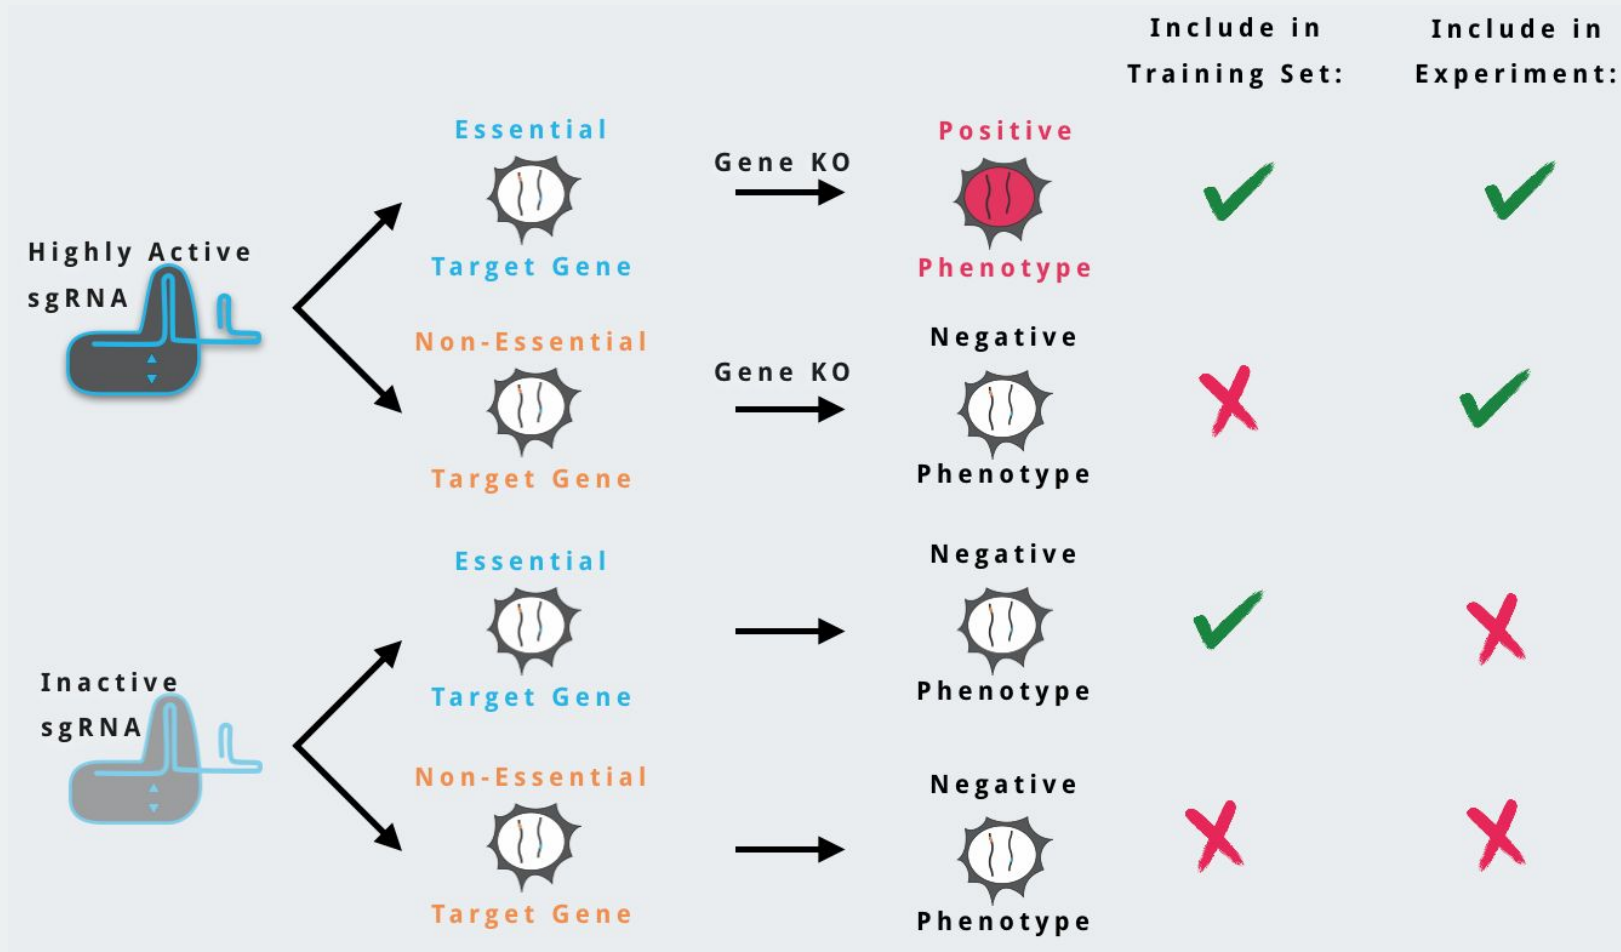 Include in
Training Set:
Include in
Experiment:
Highly Active
sgRNA
Essential
Target Gene
Gene KO
Positive
Phenotype
Non-Essential
Target Gene
Gene KO
Negative
Phenotype
Inactive
sgRNA
Essential
Target Gene
Negative
Phenotype
Non-Essential
Target Gene
Negative
Phenotype